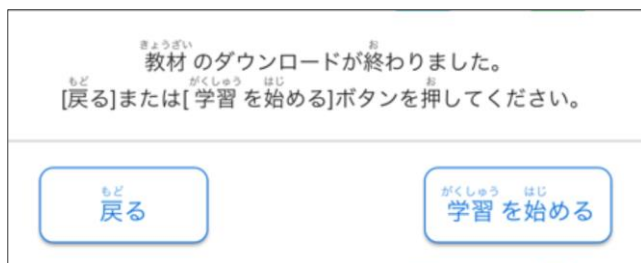 教材のダウンロードが終わりました。
[戻る]または[学習を始める]ボタンを押してください。
戻る
学習を始める